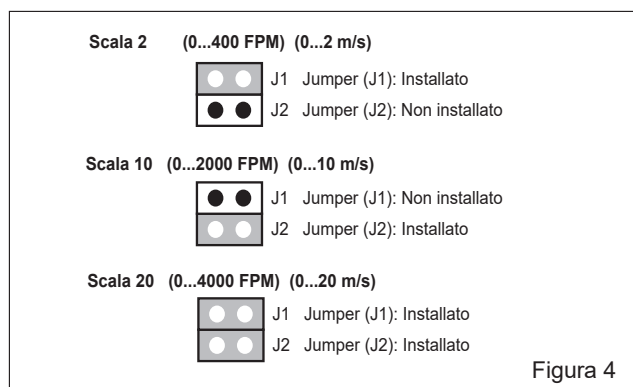 Scala 2 (0...400 FPM) (0...2 m/s)
J1 Jumper (J1): Installato
J2 Jumper (J2): Non installato
Scala 10 (0...2000 FPM) (0...10 m/s)
J1 Jumper (J1): Non installato
J2 Jumper (J2): Installato
Scala 20 (0...4000 FPM) (0...20 m/s)
J1 Jumper (J1): Installato
J2 Jumper (J2): Installato
Figura 4